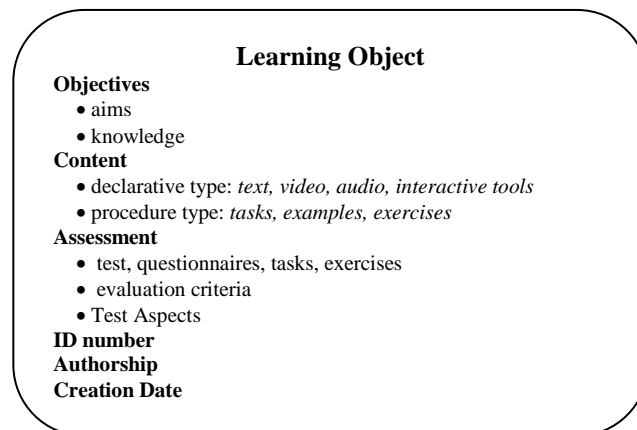 Learning Object
Objectives
• aims
• knowledge
Content
• declarative type: text, video, audio, interactive tools
• procedure type: tasks, examples, exercises
Assessment
• test, questionnaires, tasks, exercises
• evaluation criteria
• Test Aspects
ID number
Authorship
Creation Date